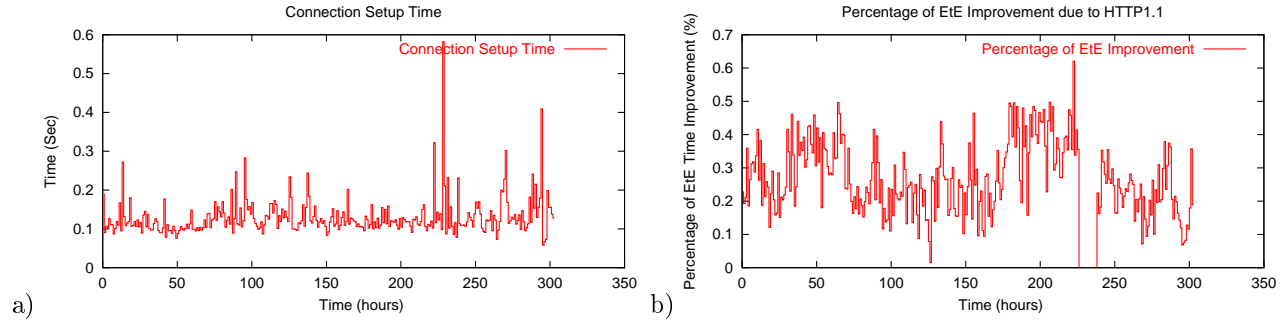 Connection Setup Time
0.6
0.5
0.4
0.3
0.2
0.1
0
Time (Sec)
Connection Setup Time
0 50 100 150 200 250 300 350
Time (hours)
a)
Percentage of EtE Improvement due to HTTP1.1
0.7
0.6
0.5
0.4
0.3
0.2
0.1
0
Percentage of EtE Time Improvement (%)
Percentage of EtE Improvement
0 50 100 150 200 250 300 350
Time (hours)
b)